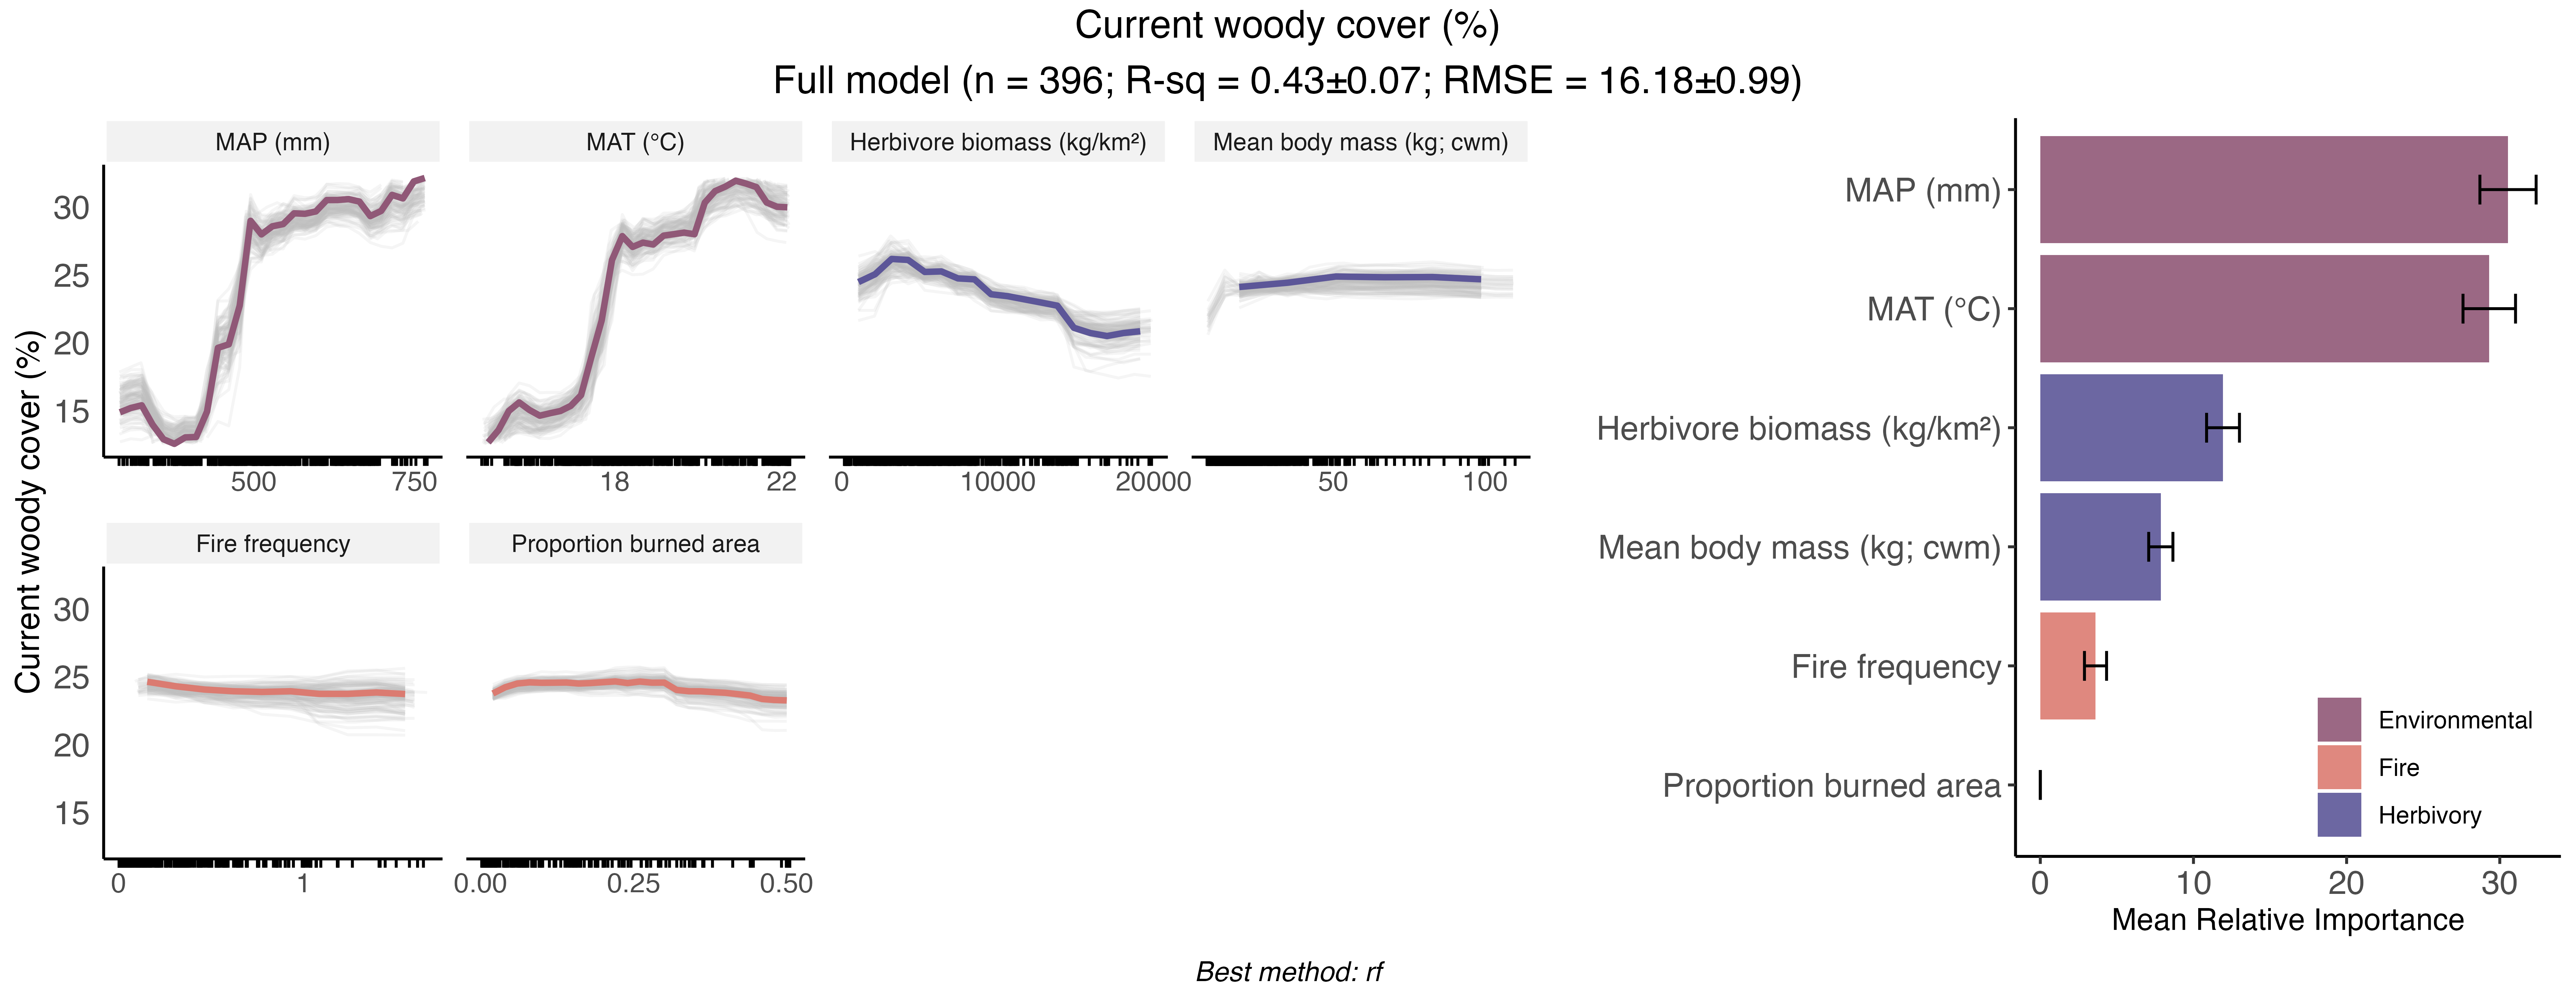 Current woody cover (%)
Full model (n = 396; R-sq = 0.43±0.07; RMSE = 16.18±0.99)
Current woody cover (%)
MAP (mm)
MAT (°C)
Herbivore biomass (kg/km²)
Mean body mass (kg; cwm)
30
25
20
15
500 750
18 22
0 10000 20000
50 100
Fire frequency
Proportion burned area
30
25
20
15
0 1
0.00 0.25 0.50
MAP (mm)
MAT (°C)
Herbivore biomass (kg/km²)
Mean body mass (kg; cwm)
Fire frequency
Proportion burned area
Environmental
Fire
Herbivory
0 10 20 30
Mean Relative Importance
Best method: rf